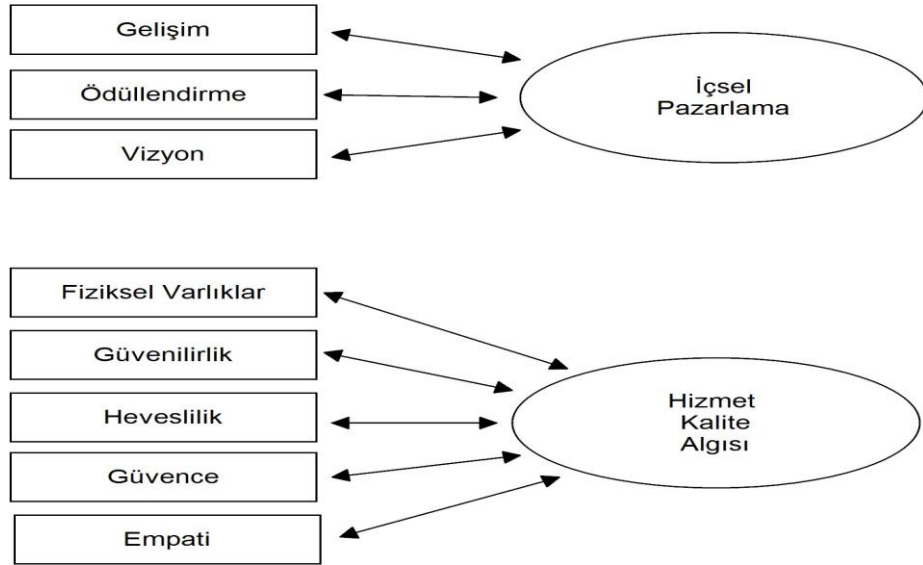 Gelişim
Ödüllendirme
Vizyon
İçsel
Pazarlama
Fiziksel Varlıklar
Güvenilirlik
Heveslilik
Güvence
Empati
Hizmet
Kalite
Algısı